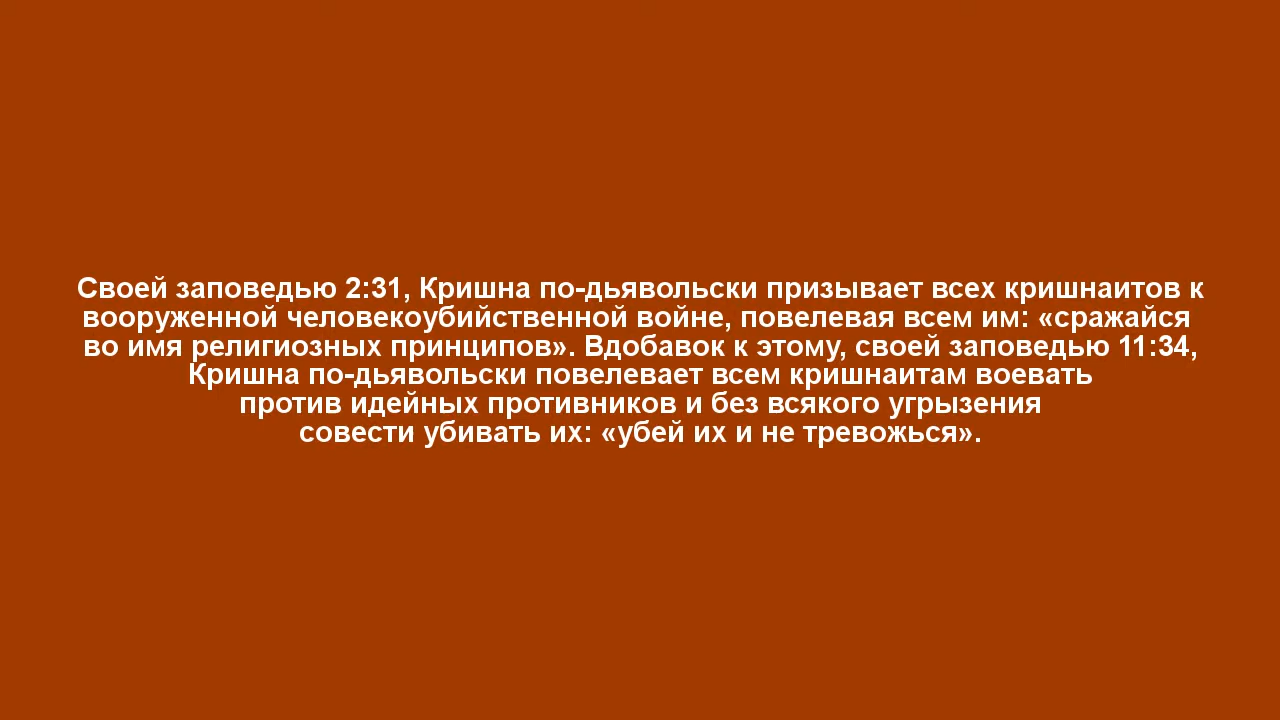 Своей заповедью 2:31, Кришна по-дьявольски призывает всех кришнаитов к
вооруженной человекоубийственной войне, повелевая всем им: «сражайся
во имя религиозных принципов». Вдобавок к этому, своей заповедью 11:34,
Кришна по-дьявольски повелевает всем кришнаитам воевать
против идейных противников и без всякого угрызения
совести убивать их: «убей их и не тревожься».